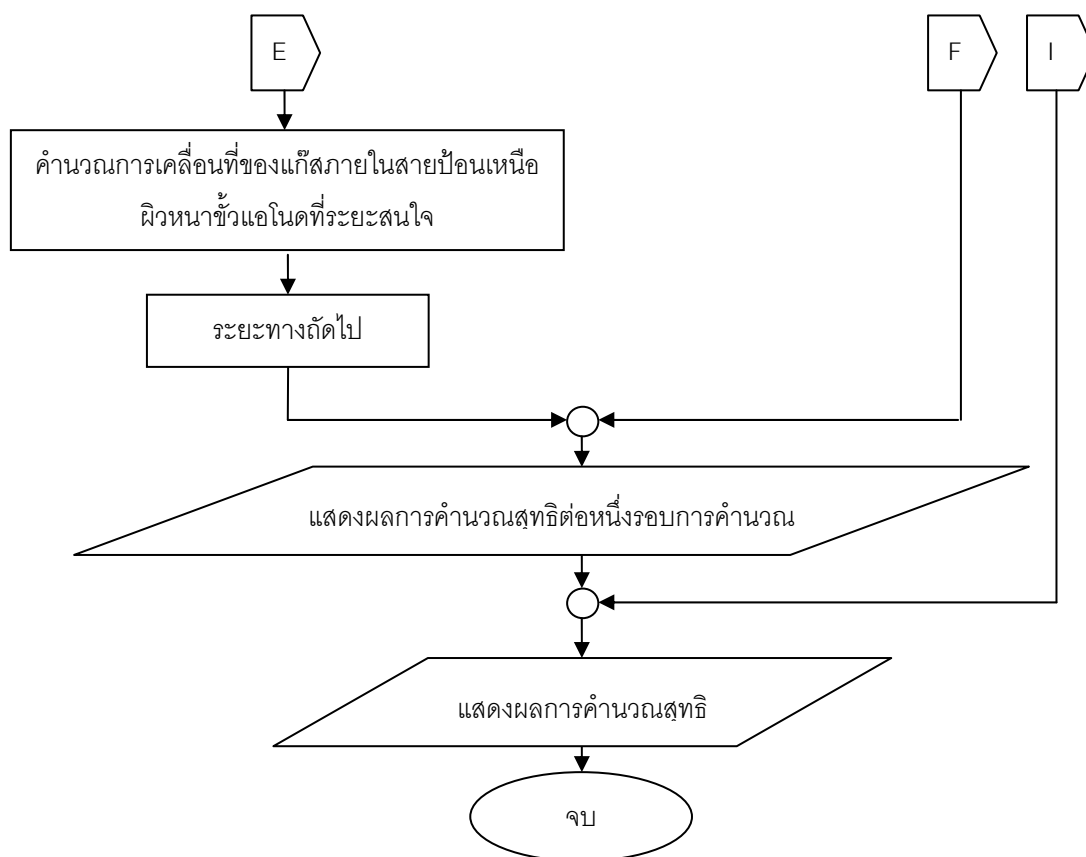 E
F
I
คำนวณการเคลื่อนที่ของแก๊สภายในสายป้อนเหนือ
ผิวหนาขั้วแอโนดที่ระยะสนใจ
ระยะทางถัดไป
แสดงผลการคำนวณสุทธิต่อหนึ่งรอบการคำนวณ
แสดงผลการคำนวณสุทธิ
จบ